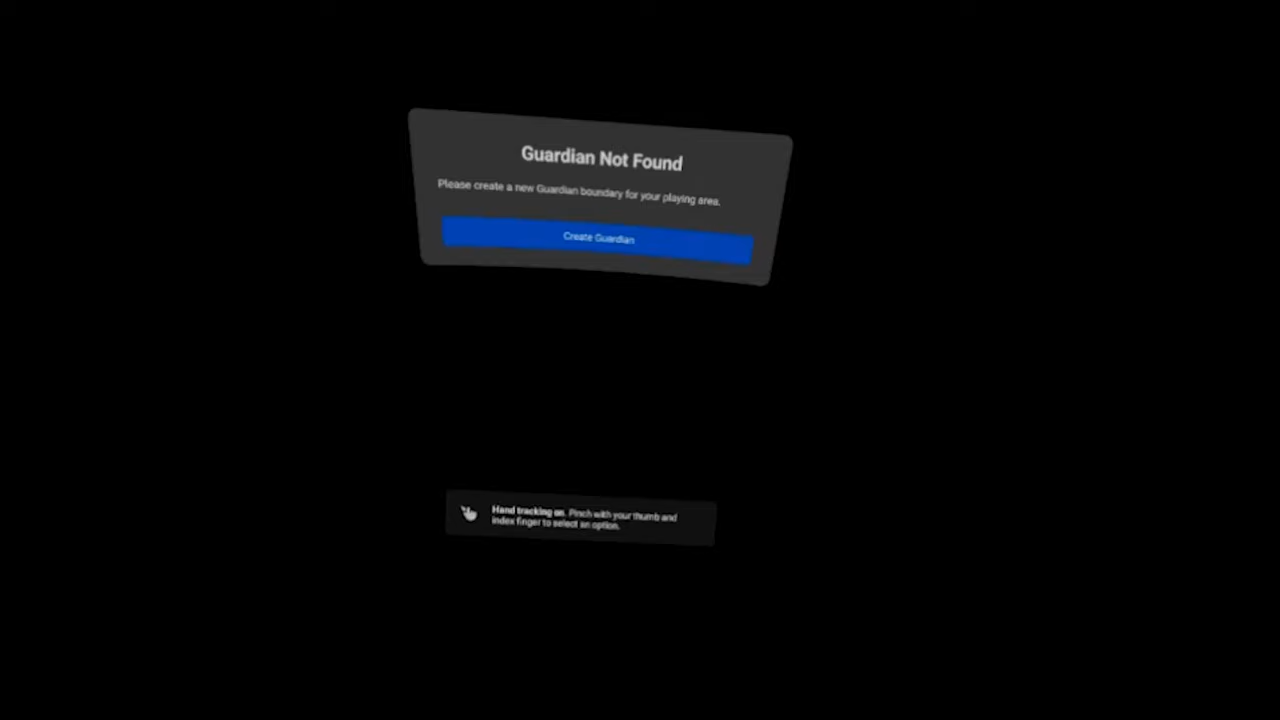 Guardian Not Found
Please create a new Guardian boundary for your playing area.
Create Guardian
Hand tracking on. Pinch with your thumb and
index finger to select an option.